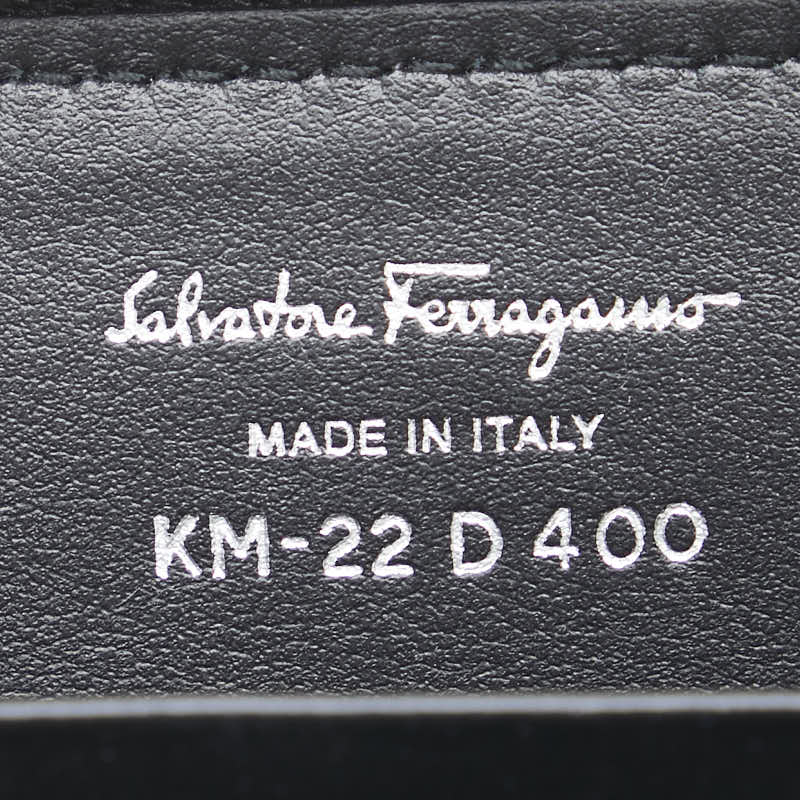 Salvatore Ferragamo
MADE IN ITALY
KM-22 D 400